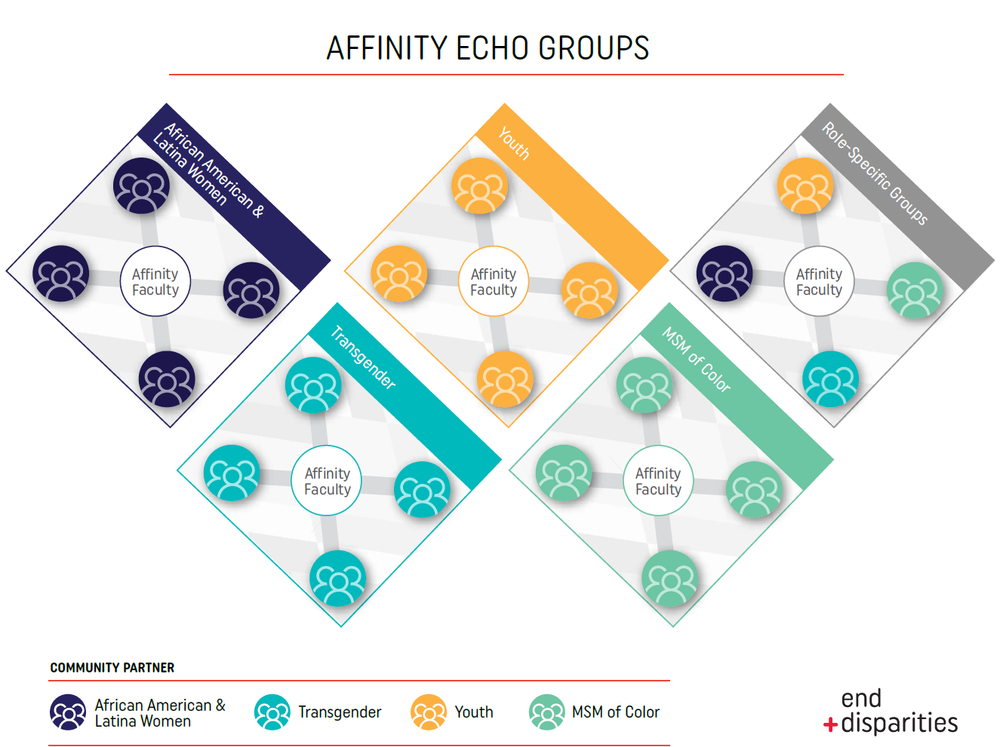 AFFINITY ECHO GROUPS
African American &
Latina Women
Affinity
Faculty
Youth
Affinity
Faculty
Role-Specific Groups
Affinity
Faculty
Transgender
Affinity
Faculty
MSM of Color
Affinity
Faculty
COMMUNITY PARTNER
African American &
Latina Women
Transgender
Youth
MSM of Color
end
+disparities